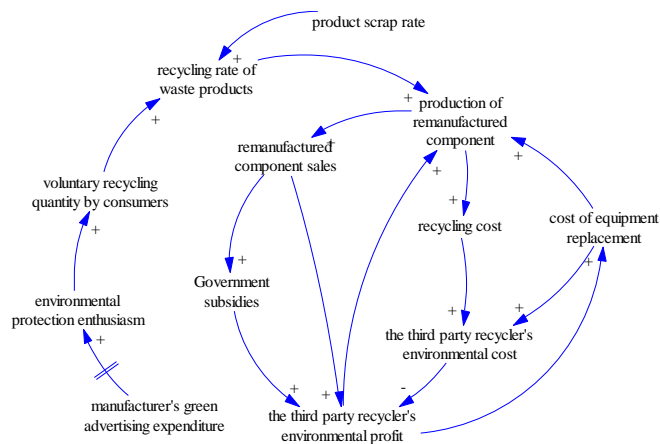 product scrap rate
+
recycling rate of
waste products
+
production of
remanufactured
component
+
remanufactured
component sales
+
+
+
+
voluntary recycling
quantity by consumers
+
recycling cost
cost of equipment
replacement
+
+
Government
subsidies
+
+
environmental
protection enthusiasm
+
the third party recycler's
environmental cost
+
+
-
manufacturer's green
advertising expenditure
the third party recycler's
environmental profit